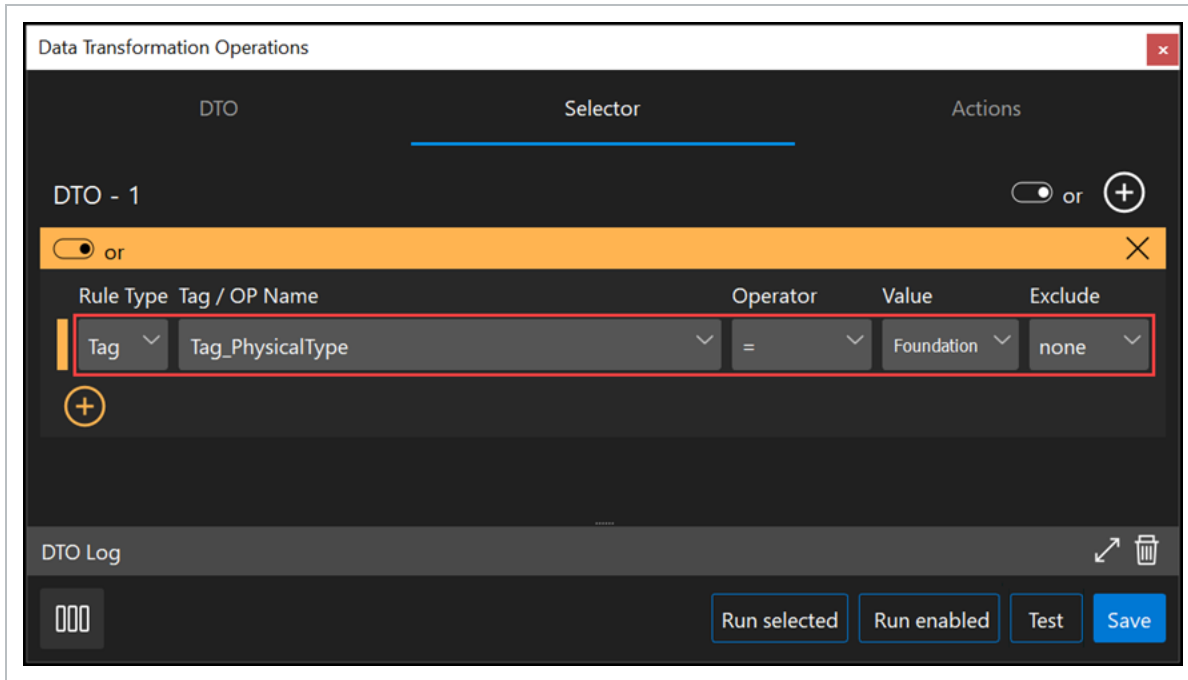 Data Transformation Operations
DTO Selector Actions
DTO - 1 or
or
Rule Type Tag / OP Name Operator Value Exclude
Tag Tag_PhysicalType = Foundation none
DTO Log
Run selected Run enabled Test Save